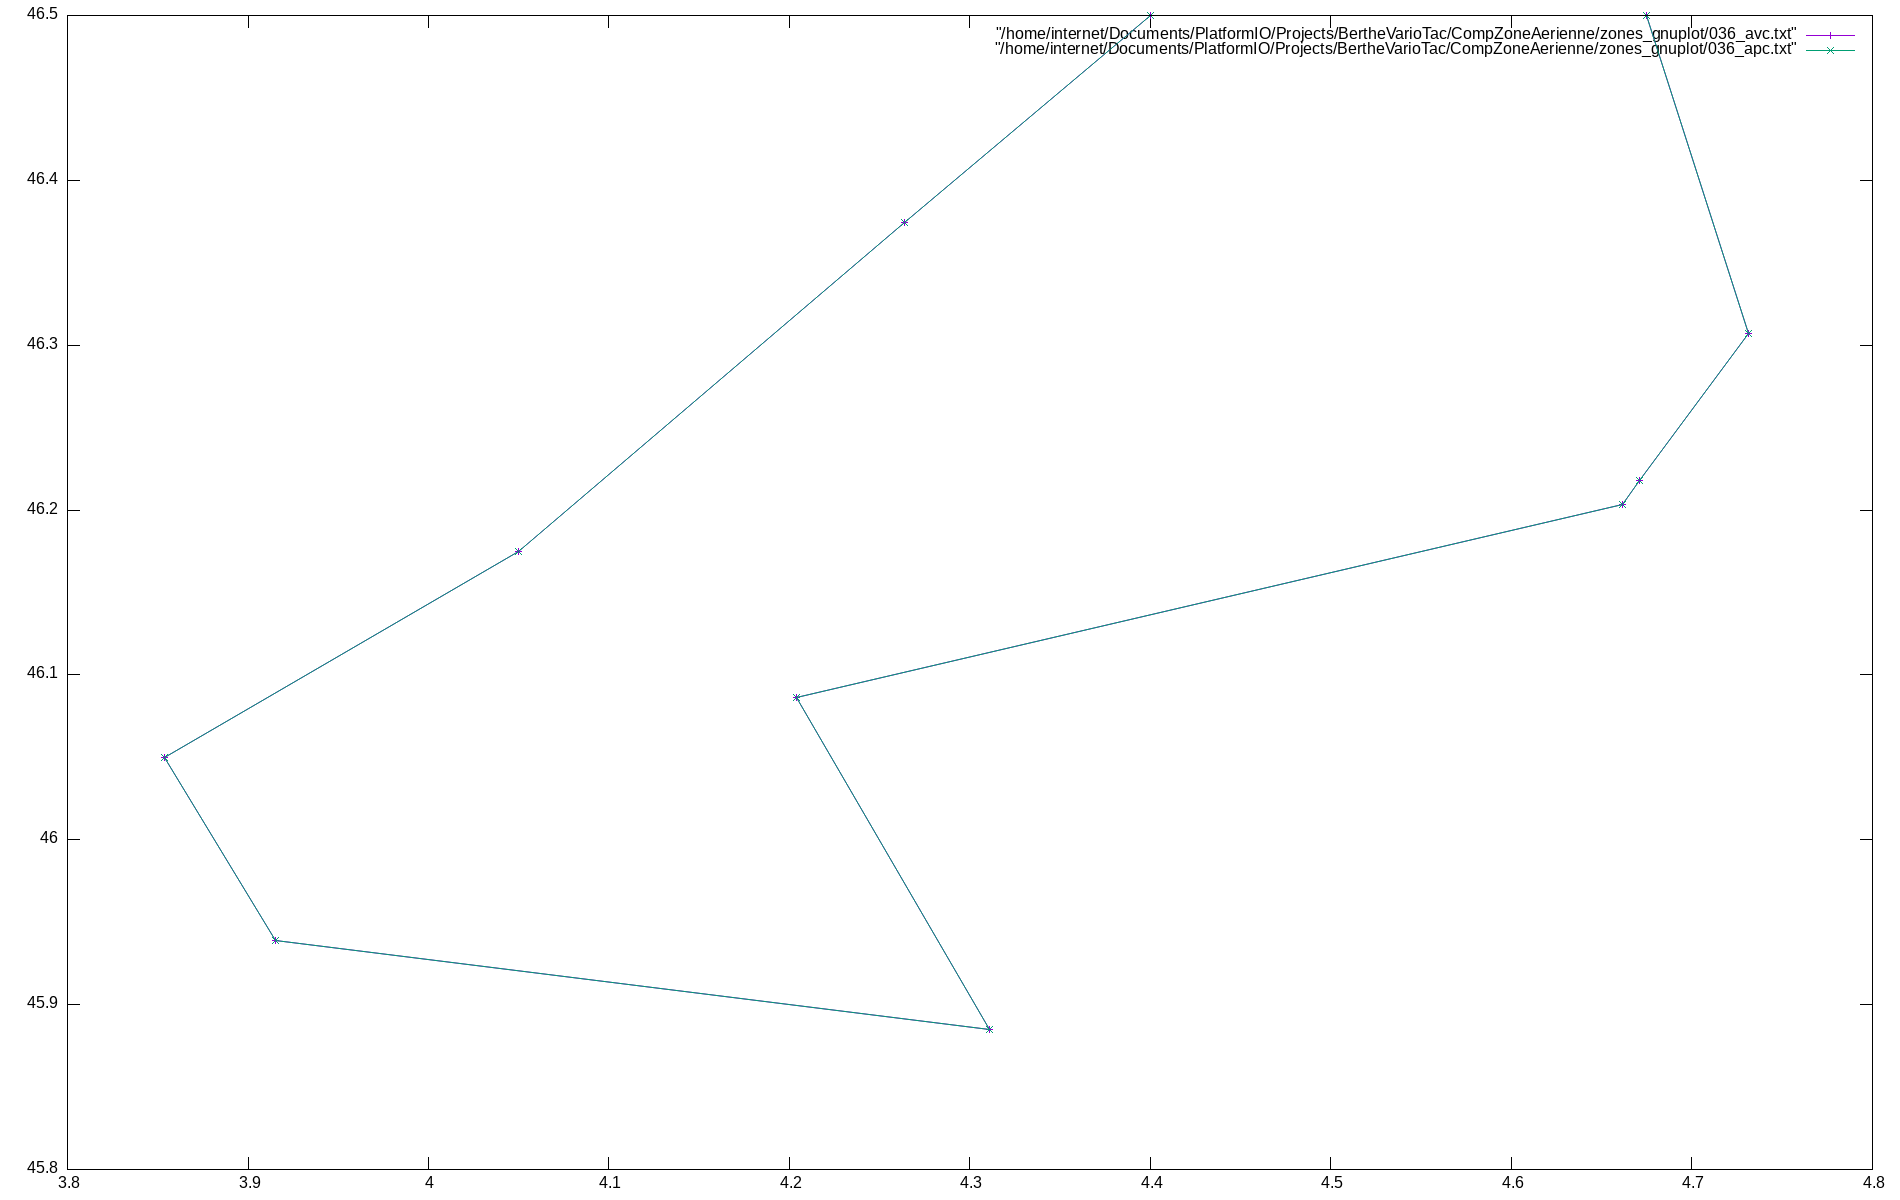 46.5
"/home/internet/Documents/PlatformIO/Projects/BertheVarioTac/CompZoneAerienne/zones_gnuplot/036_avc.txt"
"/home/internet/Documents/PlatformIO/Projects/BertheVarioTac/CompZoneAerienne/zones_gnuplot/036_apc.txt"
46.4
46.3
46.2
46.1
46
45.9
45.8
3.8 3.9 4 4.1 4.2 4.3 4.4 4.5 4.6 4.7 4.8